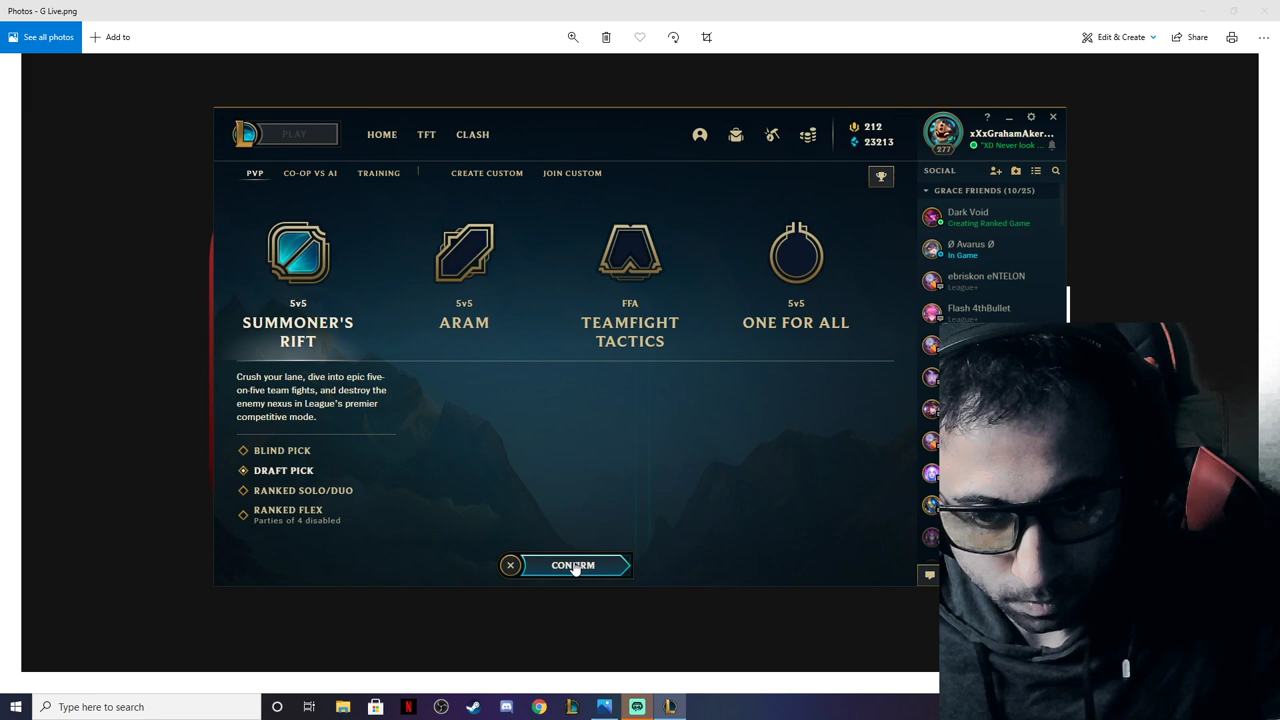 Photos - G Live.png
See all photos
Add to
Edit & Create
Share
PLAY
HOME
TFT
CLASH
212
23213
277
xXxGrahamAker...
"XD Never look ...
PVP
CO-OP VS AI
TRAINING
CREATE CUSTOM
JOIN CUSTOM
SOCIAL
GRACE FRIENDS (10/25)
Dark Void
Creating Ranked Game
Ø Avarus Ø
In Game
ebriskon eNTELON
League+
Flash 4thBullet
League+
5v5
SUMMONER'S
RIFT
5v5
ARAM
FFA
TEAMFIGHT
TACTICS
5v5
ONE FOR ALL
Crush your lane, dive into epic five-
on-five team fights, and destroy the
enemy nexus in League's premier
competitive mode.
BLIND PICK
DRAFT PICK
RANKED SOLO/DUO
RANKED FLEX
Parties of 4 disabled
CONFIRM
Type here to search